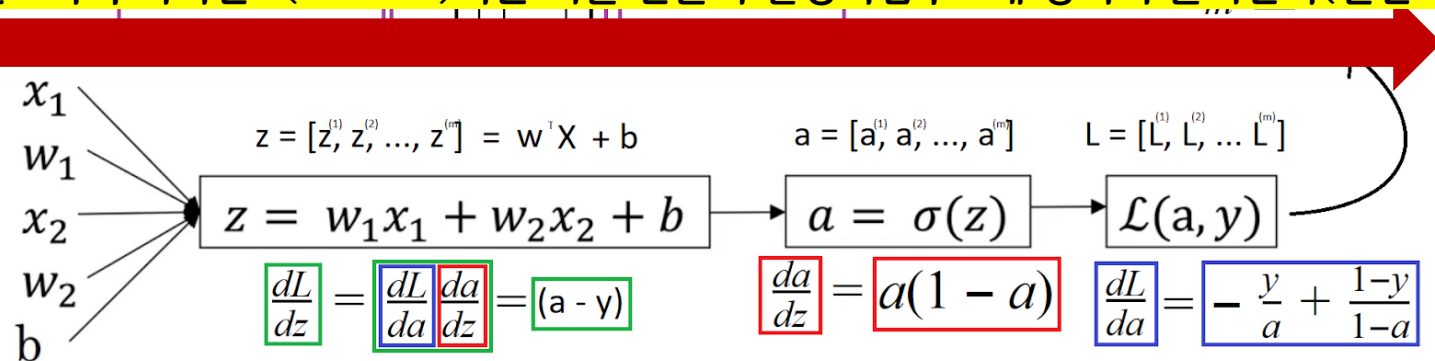 x₁
w₁
x₂
w₂
b
z = [z⁽¹⁾, z⁽²⁾, ..., z⁽ᵐ⁾] = wᵀX + b
a = [a⁽¹⁾, a⁽²⁾, ..., a⁽ᵐ⁾]
L = [L⁽¹⁾, L⁽²⁾, ... L⁽ᵐ⁾]
z = w₁x₁ + w₂x₂ + b
a = σ(z)
ℒ(a, y)
dL/dz = dL/da da/dz = (a - y)
da/dz = a(1 − a)
dL/da = − y/a + 1−y/1−a